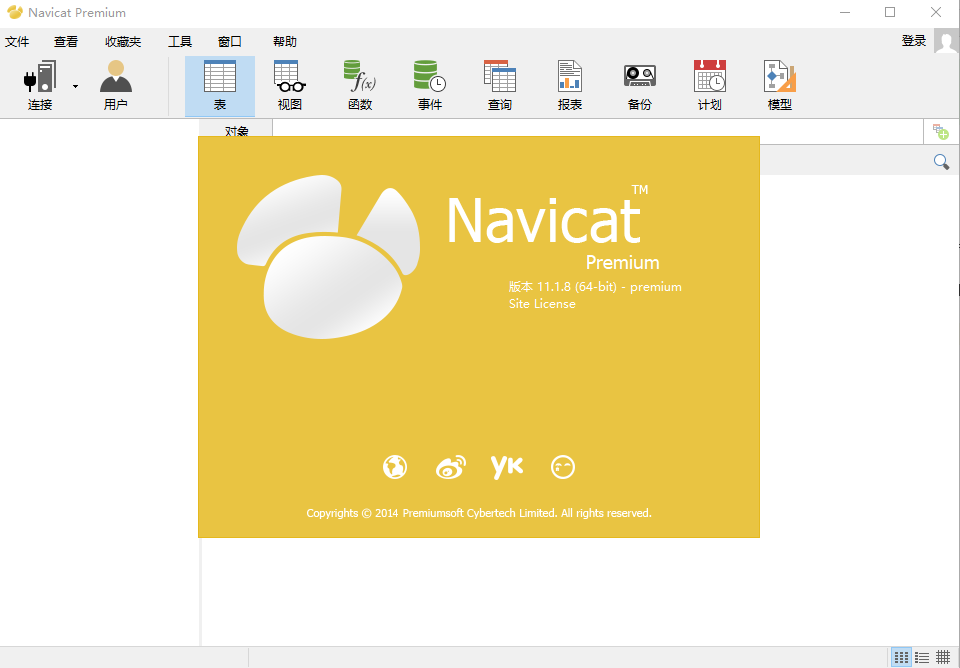 Navicat Premium
文件 查看 收藏夹 工具 窗口 帮助 登录
连接 用户 表 视图 函数 事件 查询 报表 备份 计划 模型
f(x)
对象
Navicat™
Premium
版本 11.1.8 (64-bit) - premium
Site License
YK
Copyrights © 2014 Premiumsoft Cybertech Limited. All rights reserved.